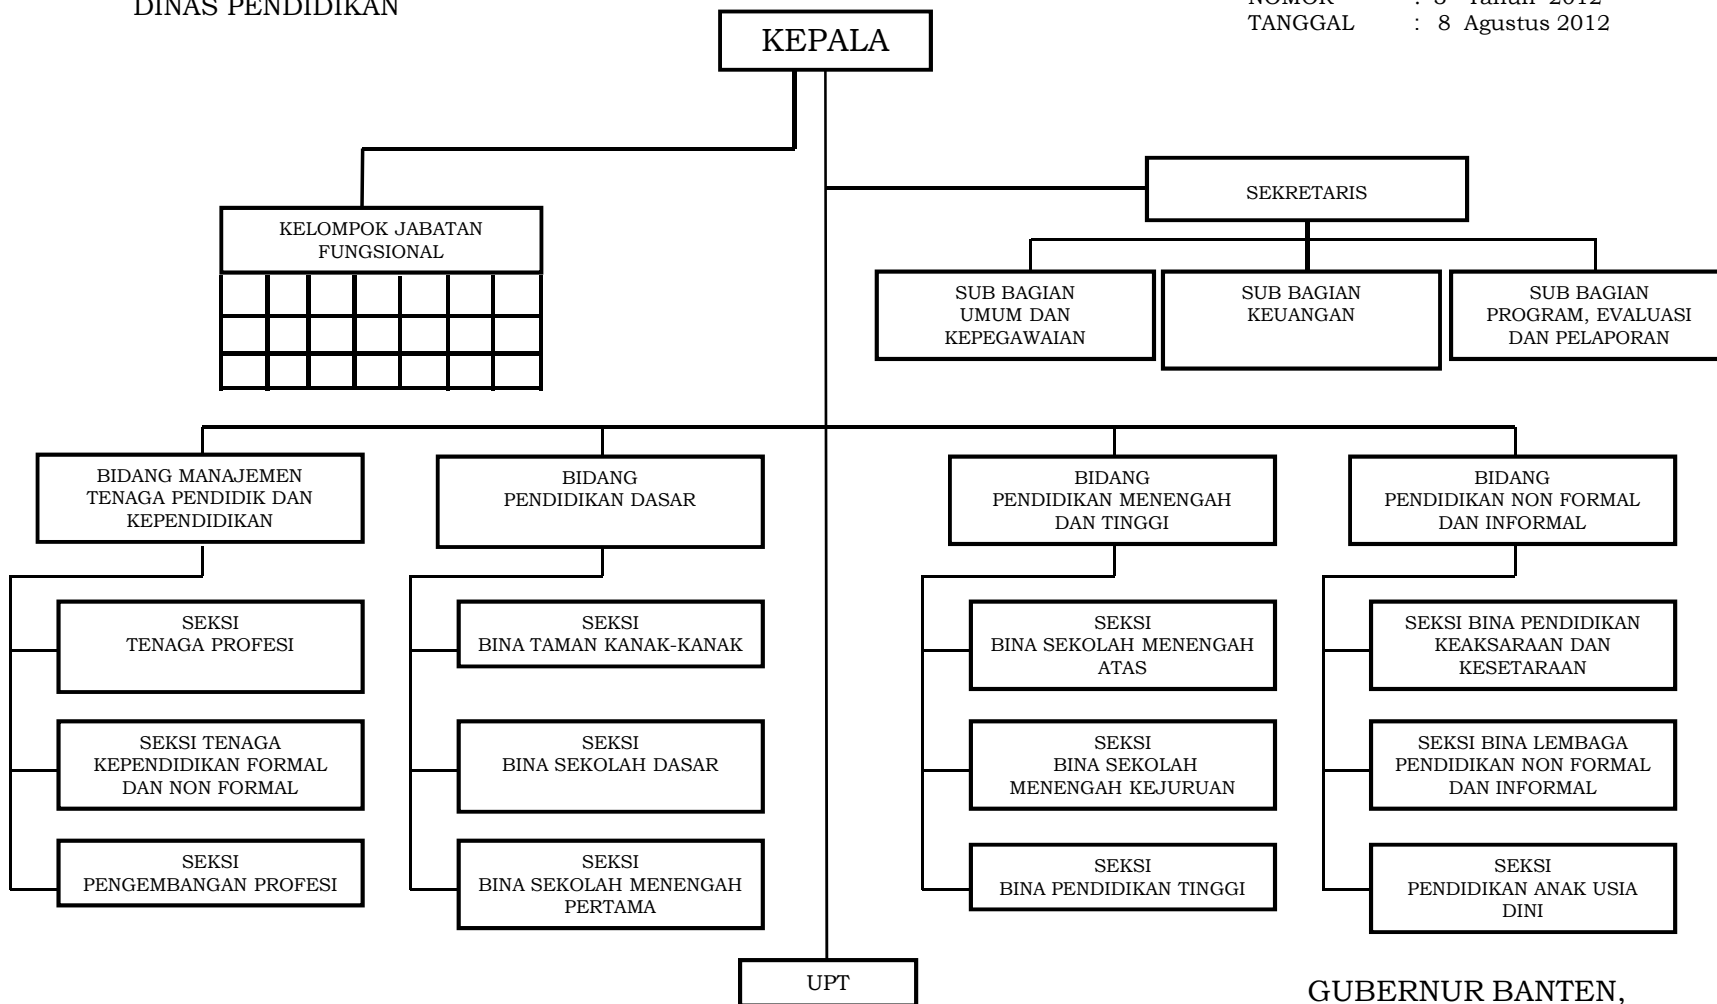 DINAS PENDIDIKAN
TANGGAL : 8 Agustus 2012
KEPALA
SEKRETARIS
KELOMPOK JABATAN
FUNGSIONAL
SUB BAGIAN
UMUM DAN
KEPEGAWAIAN
SUB BAGIAN
KEUANGAN
SUB BAGIAN
PROGRAM, EVALUASI
DAN PELAPORAN
BIDANG MANAJEMEN
TENAGA PENDIDIK DAN
KEPENDIDIKAN
BIDANG
PENDIDIKAN DASAR
BIDANG
PENDIDIKAN MENENGAH
DAN TINGGI
BIDANG
PENDIDIKAN NON FORMAL
DAN INFORMAL
SEKSI
TENAGA PROFESI
SEKSI
BINA TAMAN KANAK-KANAK
SEKSI
BINA SEKOLAH MENENGAH
ATAS
SEKSI BINA PENDIDIKAN
KEAKSARAAN DAN
KESETARAAN
SEKSI TENAGA
KEPENDIDIKAN FORMAL
DAN NON FORMAL
SEKSI
BINA SEKOLAH DASAR
SEKSI
BINA SEKOLAH
MENENGAH KEJURUAN
SEKSI BINA LEMBAGA
PENDIDIKAN NON FORMAL
DAN INFORMAL
SEKSI
PENGEMBANGAN PROFESI
SEKSI
BINA SEKOLAH MENENGAH
PERTAMA
SEKSI
BINA PENDIDIKAN TINGGI
SEKSI
PENDIDIKAN ANAK USIA
DINI
UPT
GUBERNUR BANTEN,